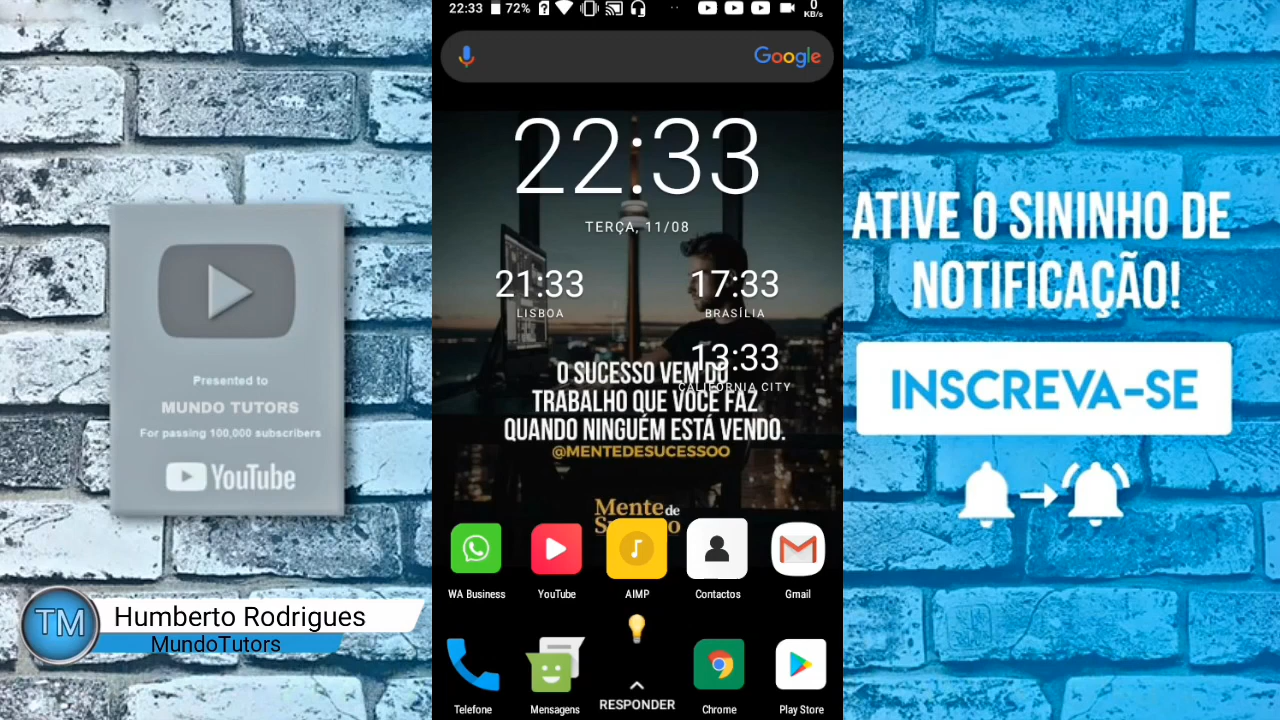 22:33 72% ?
0
KB/s
Google
22:33
TERÇA, 11/08
21:33
LISBOA
17:33
BRASÍLIA
13:33
CALIFORNIA CITY
O SUCESSO VEM DO
TRABALHO QUE VOCÊ FAZ
QUANDO NINGUÉM ESTÁ VENDO.
@MENTEDESUCESSOO
Mente de
WA Business
YouTube
AIMP
Contactos
Gmail
Telefone
Mensagens
RESPONDER
Chrome
Play Store
Presented to
MUNDO TUTORS
For passing 100,000 subscribers
YouTube
TM
Humberto Rodrigues
MundoTutors
ATIVE O SININHO DE
NOTIFICAÇÃO!
INSCREVA-SE